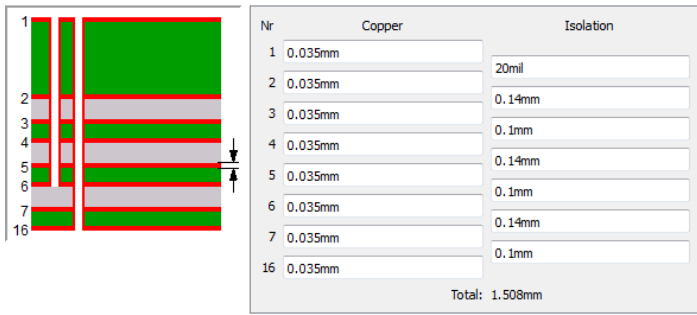 1
2
3
4
5
6
7
16
Nr Copper Isolation
1 0.035mm
20mil
2 0.035mm
0.14mm
3 0.035mm
0.1mm
4 0.035mm
0.14mm
5 0.035mm
0.1mm
6 0.035mm
0.14mm
7 0.035mm
0.1mm
16 0.035mm
Total: 1.508mm